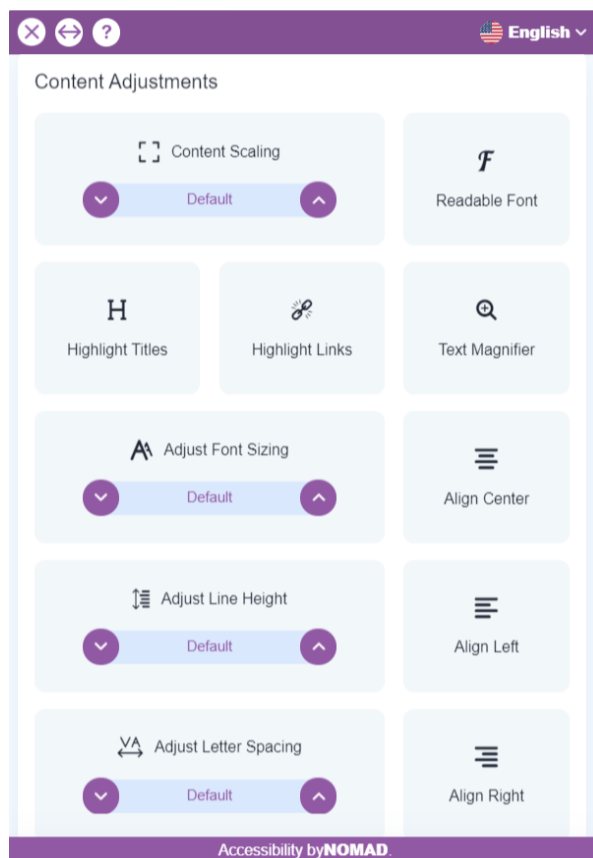 English
Content Adjustments
Content Scaling
Default
Readable Font
Highlight Titles
Highlight Links
Text Magnifier
Adjust Font Sizing
Default
Align Center
Adjust Line Height
Default
Align Left
Adjust Letter Spacing
Default
Align Right
Accessibility byNOMAD.